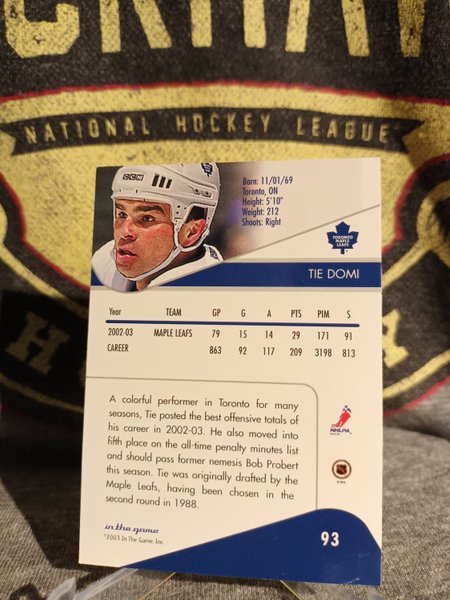 CKHAW
NATIONAL HOCKEY LEAGUE
CCM
Born: 11/01/69
Toronto, ON
Height: 5'10"
Weight: 212
Shoots: Right
TORONTO
MAPLE
LEAFS
TIE DOMI
Year TEAM GP G A PTS PIM S
2002-03 MAPLE LEAFS 79 15 14 29 171 91
CAREER 863 92 117 209 3198 813
A colorful performer in Toronto for many
seasons, Tie posted the best offensive totals of
his career in 2002-03. He also moved into
fifth place on the all-time penalty minutes list
and should pass former nemesis Bob Probert
this season. Tie was originally drafted by the
Maple Leafs, having been chosen in the
second round in 1988.
NHLPA
NHL
in the game
©2003 In The Game, Inc.
93